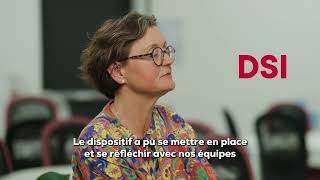 DSI
Le dispositif a pu se mettre en place
et se réfléchir avec nos équipes